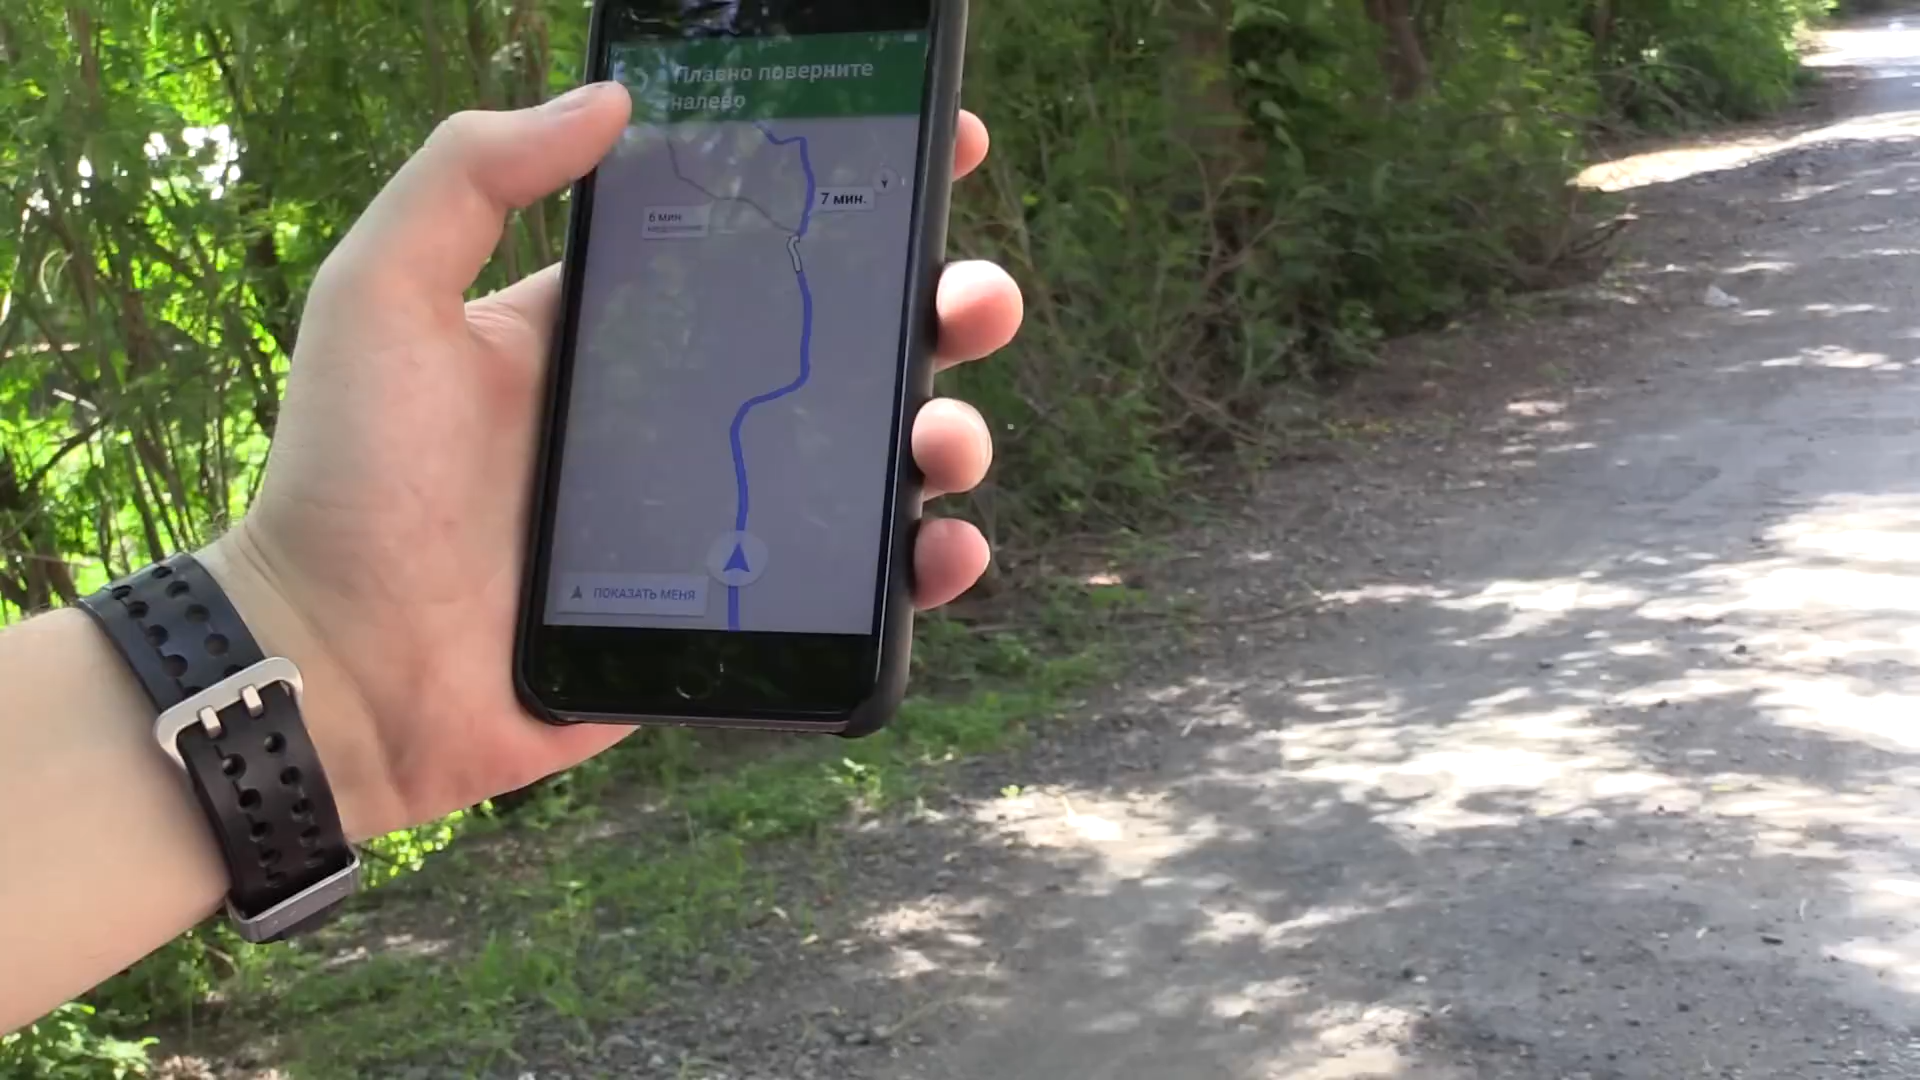 Плавно поверните
налево
7 мин.
6 мин
ПОКАЗАТЬ МЕНЯ